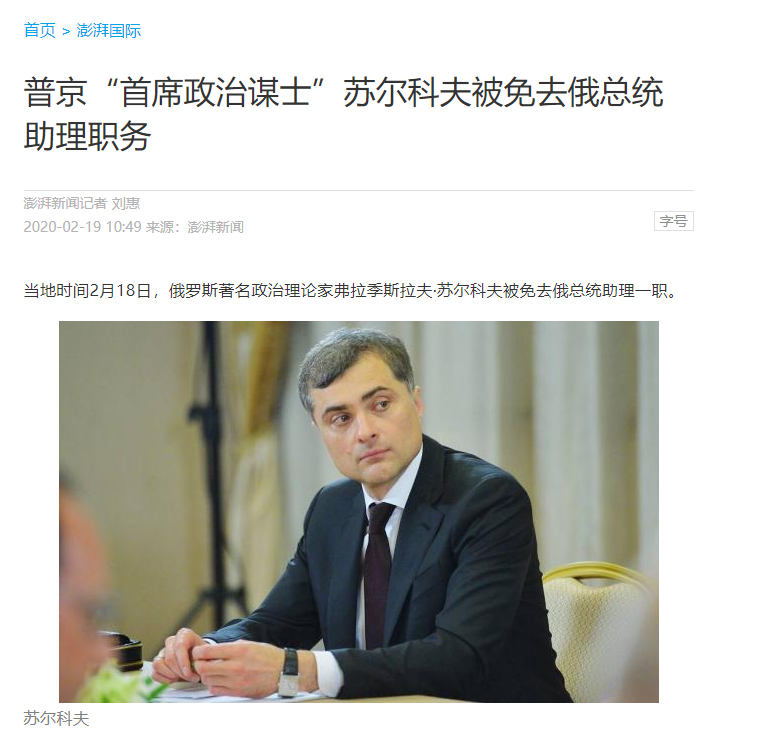 首页 > 澎湃国际
普京“首席政治谋士”苏尔科夫被免去俄总统
助理职务
澎湃新闻记者 刘惠
2020-02-19 10:49 来源：澎湃新闻
字号
当地时间2月18日，俄罗斯著名政治理论家弗拉季斯拉夫·苏尔科夫被免去俄总统助理一职。
苏尔科夫